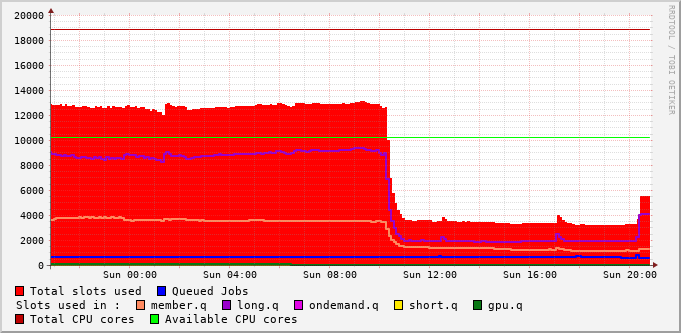 20000
18000
16000
14000
12000
10000
8000
6000
4000
2000
0
Sun 00:00 Sun 04:00 Sun 08:00 Sun 12:00 Sun 16:00 Sun 20:00
RRDTOOL / TOBI OETIKER
Total slots used Queued Jobs
Slots used in : member.q long.q ondemand.q short.q gpu.q
Total CPU cores Available CPU cores